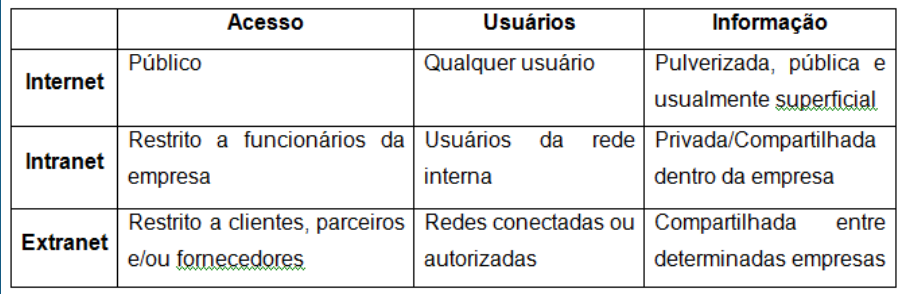 Acesso Usuários Informação
Internet Público Qualquer usuário Pulverizada, pública e
usualmente superficial
Intranet Restrito a funcionários da Usuários da rede Privada/Compartilhada
empresa interna dentro da empresa
Extranet Restrito a clientes, parceiros Redes conectadas ou Compartilhada entre
e/ou fornecedores autorizadas determinadas empresas